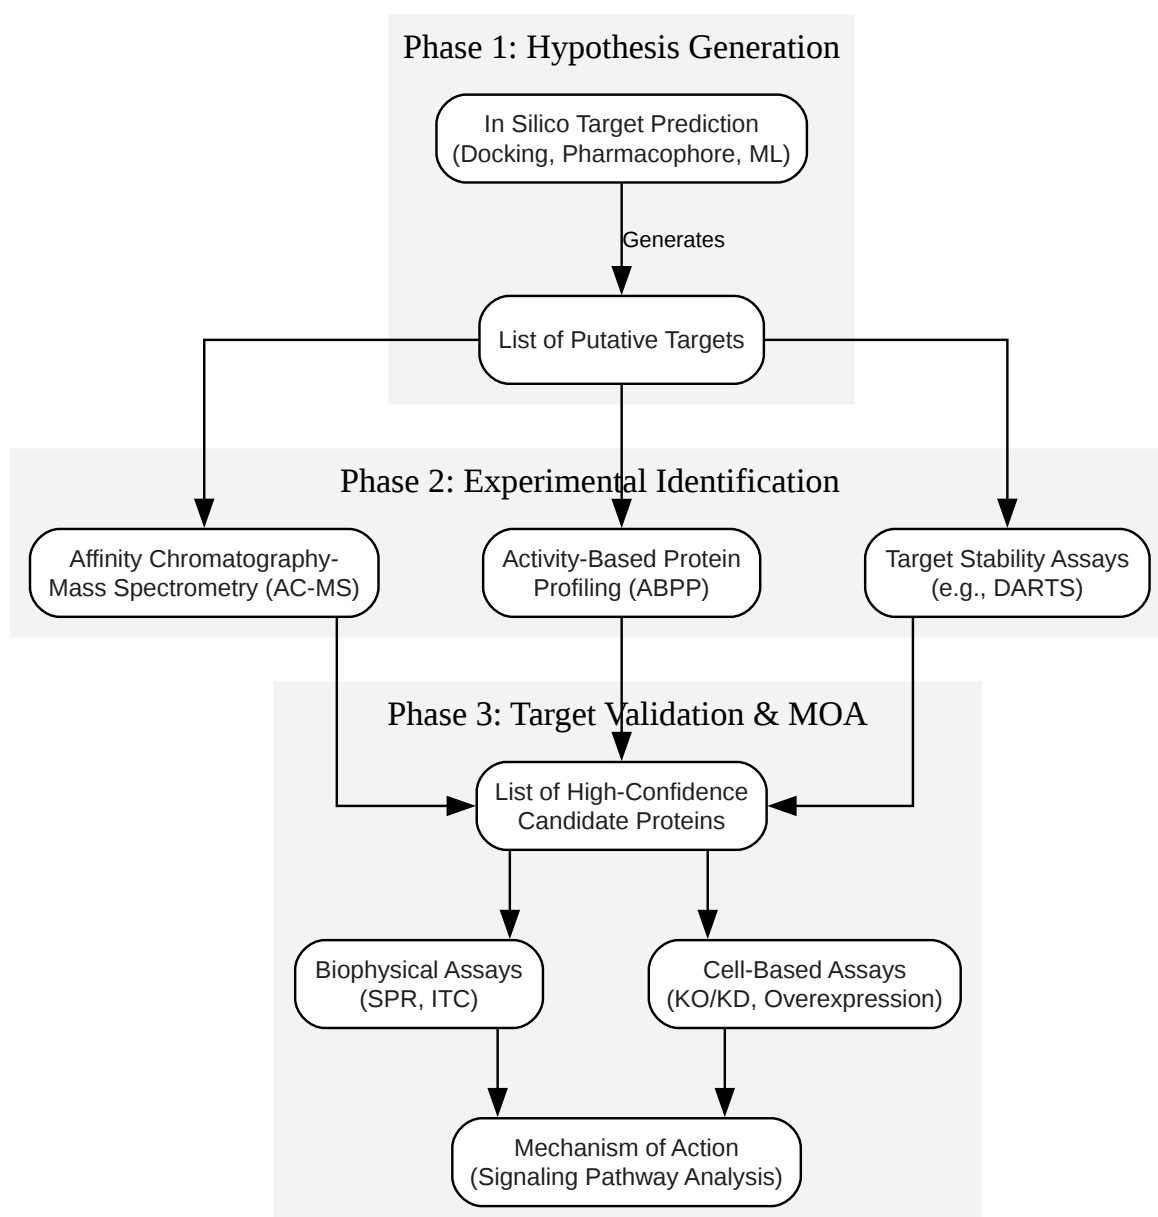 Phase 1: Hypothesis Generation
In Silico Target Prediction
(Docking, Pharmacophore, ML)
Generates
List of Putative Targets
Phase 2: Experimental Identification
Affinity Chromatography-
Mass Spectrometry (AC-MS)
Activity-Based Protein
Profiling (ABPP)
Target Stability Assays
(e.g., DARTS)
Phase 3: Target Validation & MOA
List of High-Confidence
Candidate Proteins
Biophysical Assays
(SPR, ITC)
Cell-Based Assays
(KO/KD, Overexpression)
Mechanism of Action
(Signaling Pathway Analysis)